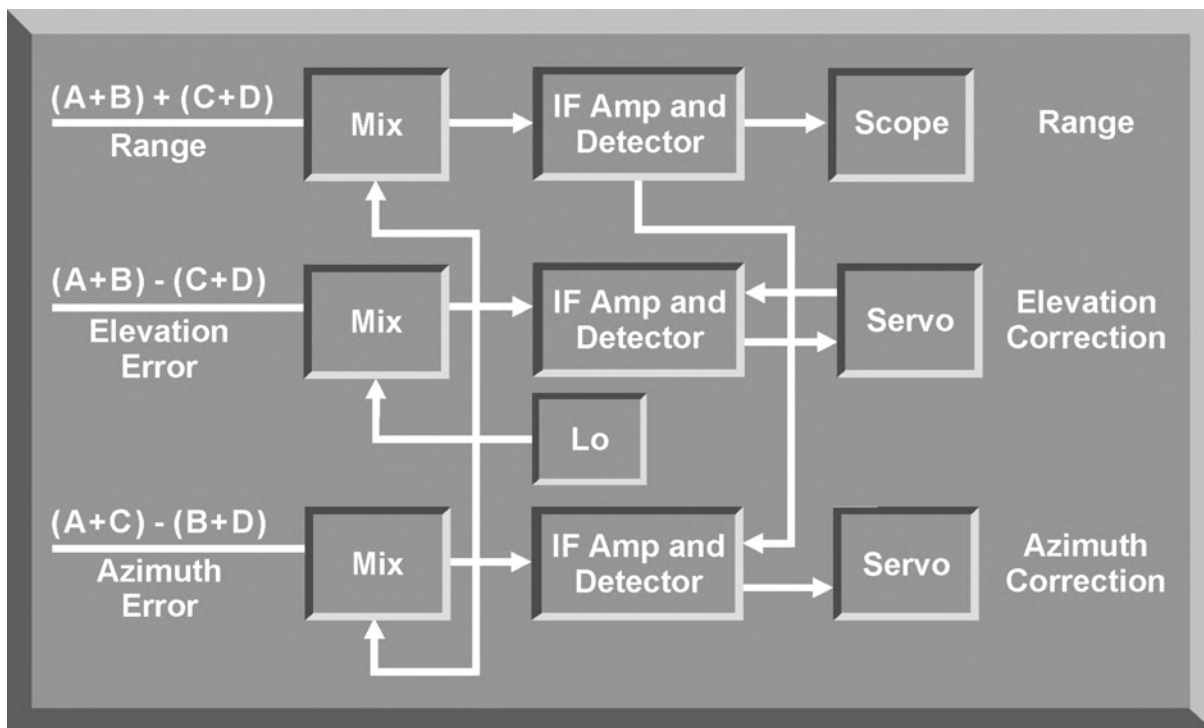 (A+B) + (C+D)
Range
Mix
IF Amp and
Detector
Scope
Range
(A+B) - (C+D)
Elevation
Error
Mix
IF Amp and
Detector
Servo
Elevation
Correction
Lo
(A+C) - (B+D)
Azimuth
Error
Mix
IF Amp and
Detector
Servo
Azimuth
Correction